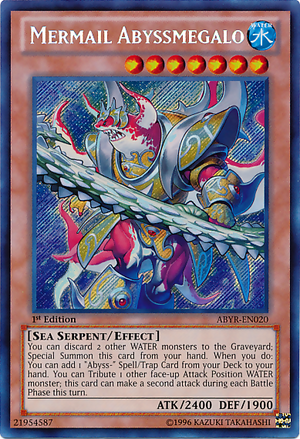 MERMAIL ABYSSMEGALO
WATER
水
1st Edition
ABYR-EN020
[SEA SERPENT/EFFECT]
You can discard 2 other WATER monsters to the Graveyard;
Special Summon this card from your hand. When you do:
You can add 1 "Abyss-" Spell/Trap Card from your Deck to your
hand. You can Tribute 1 other face-up Attack Position WATER
monster; this card can make a second attack during each Battle
Phase this turn.
ATK/2400 DEF/1900
21954587
©1996 KAZUKI TAKAHASHI